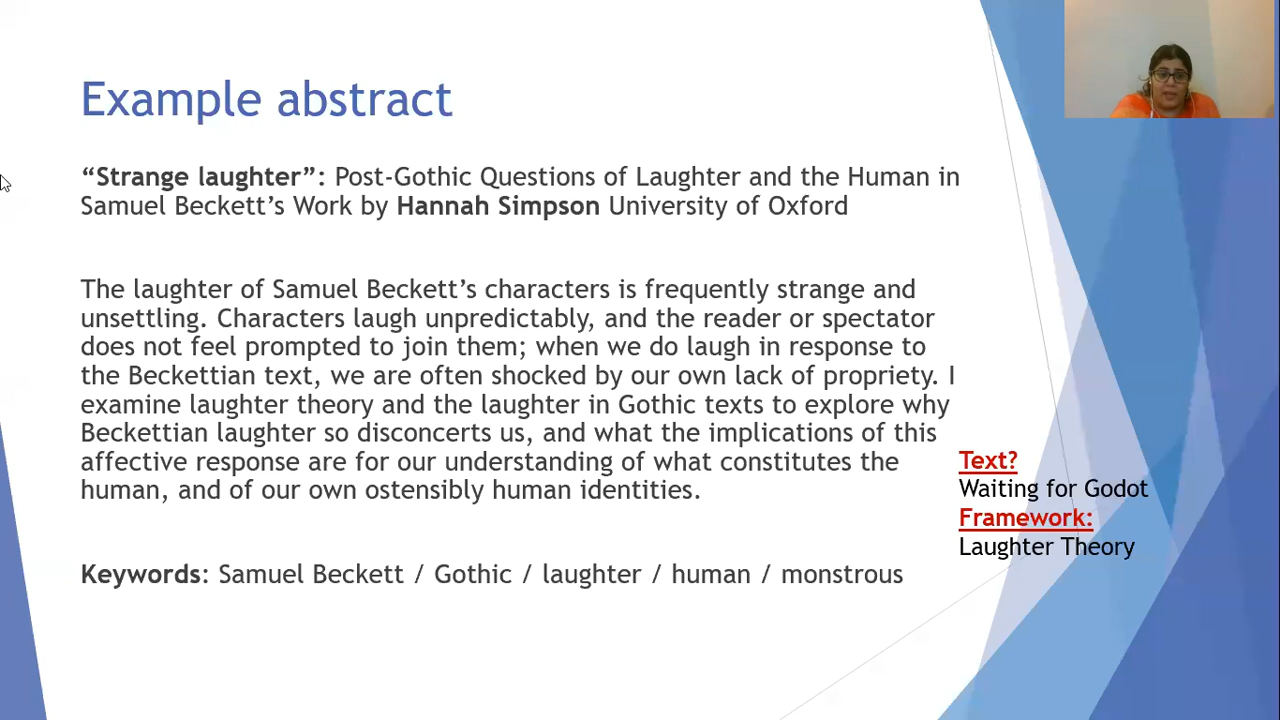 Example abstract
“Strange laughter”: Post-Gothic Questions of Laughter and the Human in
Samuel Beckett’s Work by Hannah Simpson University of Oxford
The laughter of Samuel Beckett’s characters is frequently strange and
unsettling. Characters laugh unpredictably, and the reader or spectator
does not feel prompted to join them; when we do laugh in response to
the Beckettian text, we are often shocked by our own lack of propriety. I
examine laughter theory and the laughter in Gothic texts to explore why
Beckettian laughter so disconcerts us, and what the implications of this
affective response are for our understanding of what constitutes the
human, and of our own ostensibly human identities.
Keywords: Samuel Beckett / Gothic / laughter / human / monstrous
Text?
Waiting for Godot
Framework:
Laughter Theory